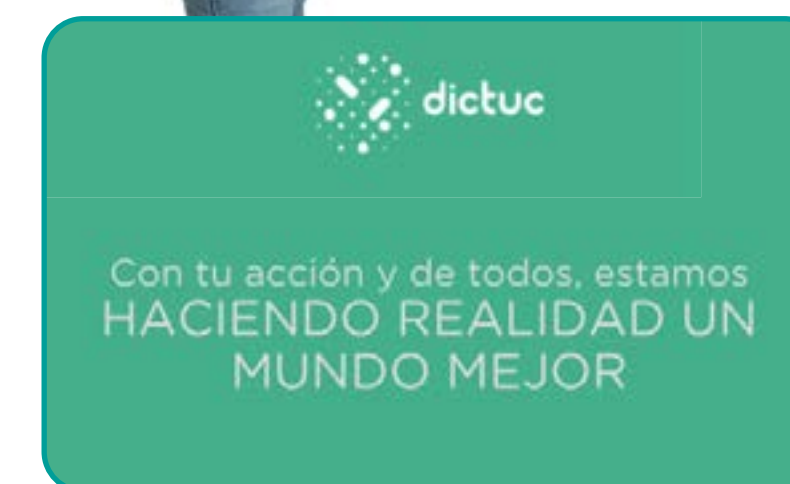 dictuc
Con tu acción y de todos, estamos
HACIENDO REALIDAD UN
MUNDO MEJOR